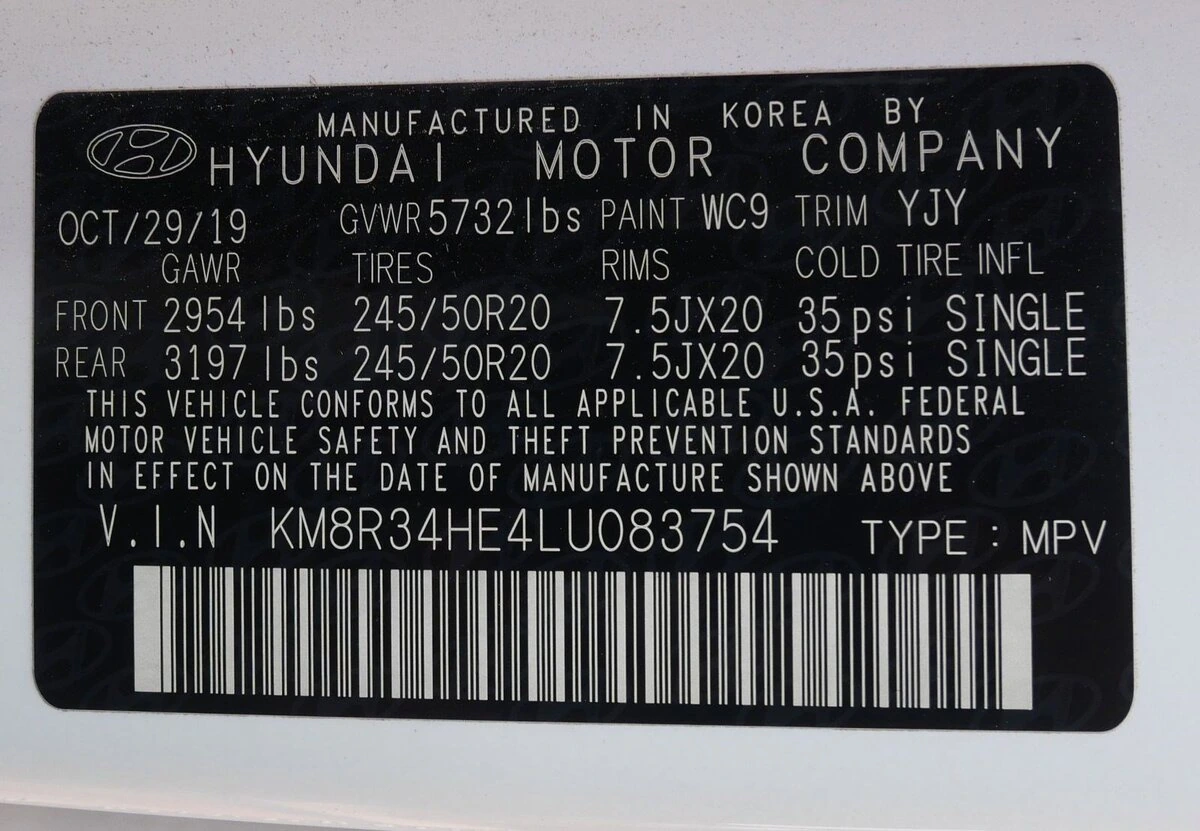 MANUFACTURED IN KOREA BY
HYUNDAI MOTOR COMPANY
OCT/29/19 GVWR 5732 lbs PAINT WC9 TRIM YJY
GAWR TIRES RIMS COLD TIRE INFL
FRONT 2954 lbs 245/50R20 7.5JX20 35psi SINGLE
REAR 3197 lbs 245/50R20 7.5JX20 35psi SINGLE
THIS VEHICLE CONFORMS TO ALL APPLICABLE U.S.A. FEDERAL
MOTOR VEHICLE SAFETY AND THEFT PREVENTION STANDARDS
IN EFFECT ON THE DATE OF MANUFACTURE SHOWN ABOVE
V.I.N KM8R34HE4LU083754 TYPE : MPV